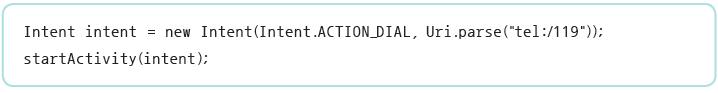 Intent intent = new Intent(Intent.ACTION_DIAL, Uri.parse("tel:/119"));
startActivity(intent);